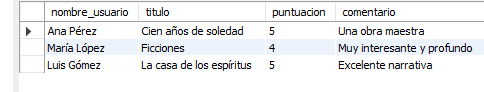 nombre_usuario titulo puntuacion comentario
Ana Pérez Cien años de soledad 5 Una obra maestra
María López Ficciones 4 Muy interesante y profundo
Luis Gómez La casa de los espíritus 5 Excelente narrativa